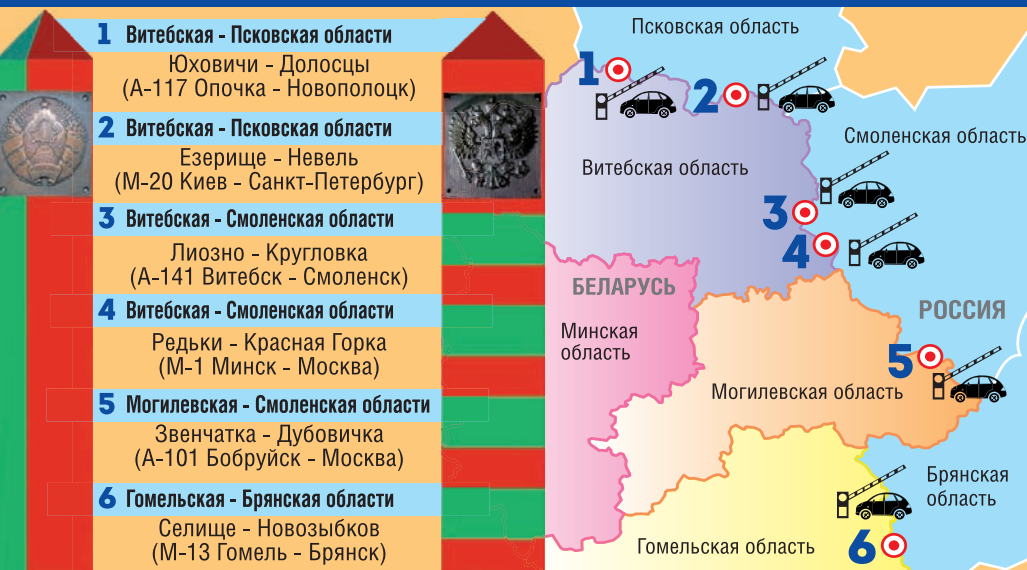 1 Витебская - Псковская области
Юховичи - Долосцы
(А-117 Опочка - Новополоцк)
2 Витебская - Псковская области
Езерище - Невель
(М-20 Киев - Санкт-Петербург)
3 Витебская - Смоленская области
Лиозно - Кругловка
(А-141 Витебск - Смоленск)
4 Витебская - Смоленская области
Редьки - Красная Горка
(М-1 Минск - Москва)
5 Могилевская - Смоленская области
Звенчатка - Дубовичка
(А-101 Бобруйск - Москва)
6 Гомельская - Брянская области
Селище - Новозыбков
(М-13 Гомель - Брянск)
Псковская область
1
2
Смоленская область
Витебская область
3
4
БЕЛАРУСЬ
РОССИЯ
Минская
область
5
Могилевская область
Брянская
область
Гомельская область
6